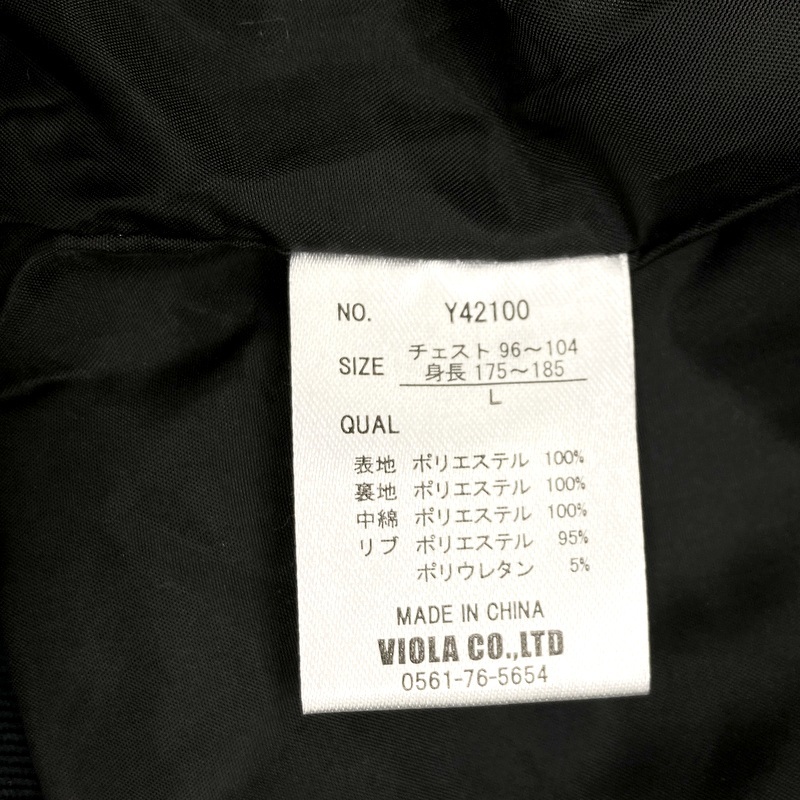 NO. Y42100
SIZE チェスト 96～104
身長 175～185
L
QUAL
表地 ポリエステル 100%
裏地 ポリエステル 100%
中綿 ポリエステル 100%
リブ ポリエステル 95%
ポリウレタン 5%
MADE IN CHINA
VIOLA CO.,LTD
0561-76-5654